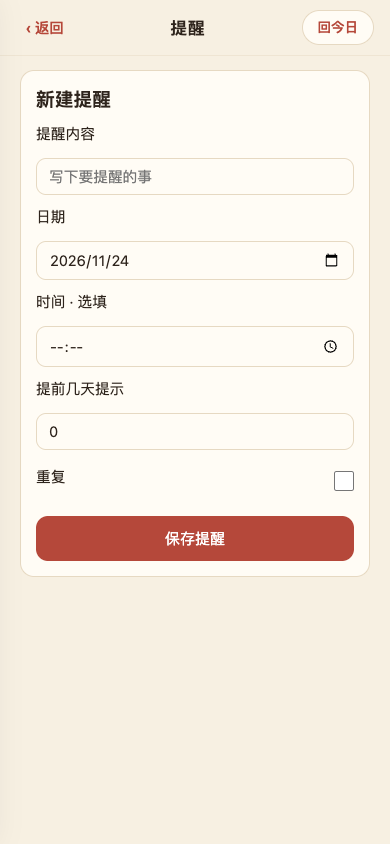 ‹ 返回
提醒
回今日
新建提醒
提醒内容
写下要提醒的事
日期
2026/11/24
时间 · 选填
--:--
提前几天提示
0
重复
保存提醒